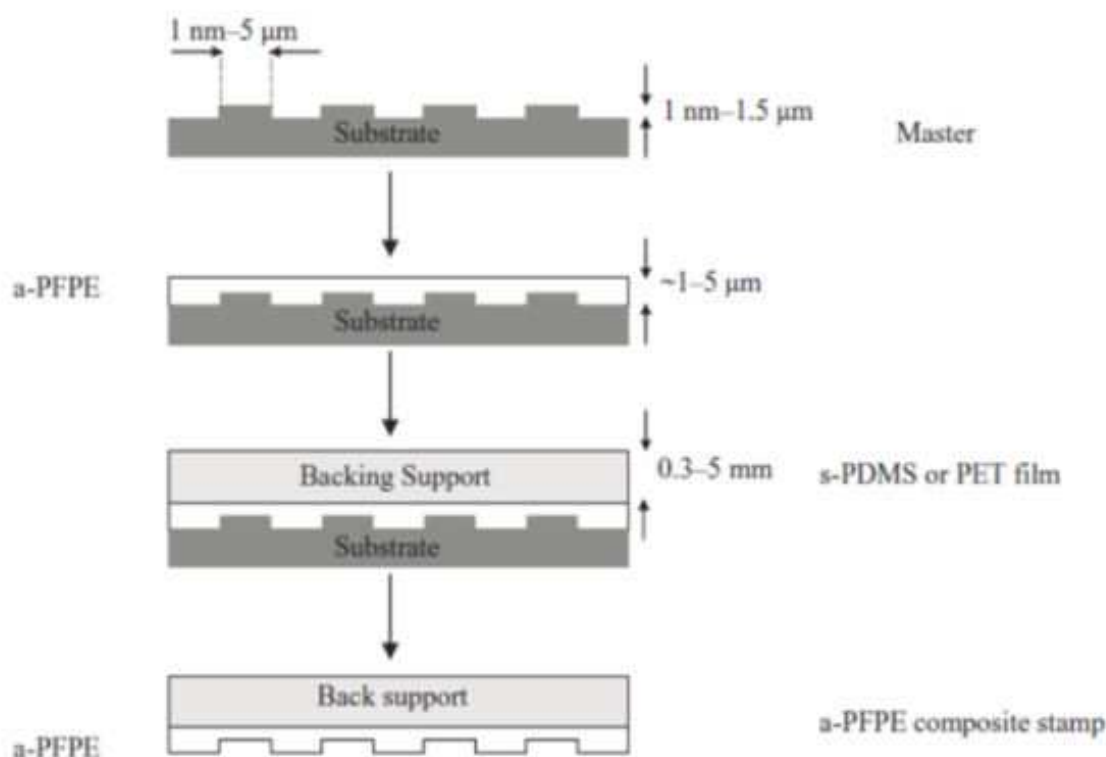 1 nm–5 μm
1 nm–1.5 μm
Substrate
Master
a-PFPE
~1–5 μm
Substrate
Backing Support
0.3–5 mm
s-PDMS or PET film
Substrate
Back support
a-PFPE composite stamp
a-PFPE